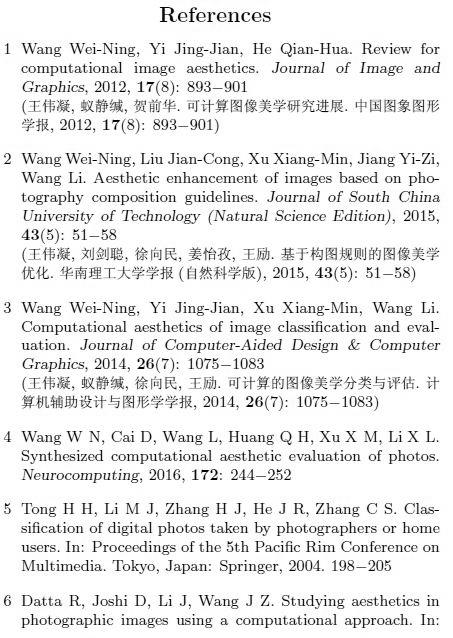 References
1 Wang Wei-Ning, Yi Jing-Jian, He Qian-Hua. Review for
computational image aesthetics. Journal of Image and
Graphics, 2012, 17(8): 893−901
(王伟凝, 蚁静缄, 贺前华. 可计算图像美学研究进展. 中国图象图形
学报, 2012, 17(8): 893−901)
2 Wang Wei-Ning, Liu Jian-Cong, Xu Xiang-Min, Jiang Yi-Zi,
Wang Li. Aesthetic enhancement of images based on pho-
tography composition guidelines. Journal of South China
University of Technology (Natural Science Edition), 2015,
43(5): 51−58
(王伟凝, 刘剑聪, 徐向民, 姜怡孜, 王励. 基于构图规则的图像美学
优化. 华南理工大学学报 (自然科学版), 2015, 43(5): 51−58)
3 Wang Wei-Ning, Yi Jing-Jian, Xu Xiang-Min, Wang Li.
Computational aesthetics of image classification and eval-
uation. Journal of Computer-Aided Design & Computer
Graphics, 2014, 26(7): 1075−1083
(王伟凝, 蚁静缄, 徐向民, 王励. 可计算的图像美学分类与评估. 计
算机辅助设计与图形学学报, 2014, 26(7): 1075−1083)
4 Wang W N, Cai D, Wang L, Huang Q H, Xu X M, Li X L.
Synthesized computational aesthetic evaluation of photos.
Neurocomputing, 2016, 172: 244−252
5 Tong H H, Li M J, Zhang H J, He J R, Zhang C S. Clas-
sification of digital photos taken by photographers or home
users. In: Proceedings of the 5th Pacific Rim Conference on
Multimedia. Tokyo, Japan: Springer, 2004. 198−205
6 Datta R, Joshi D, Li J, Wang J Z. Studying aesthetics in
photographic images using a computational approach. In: